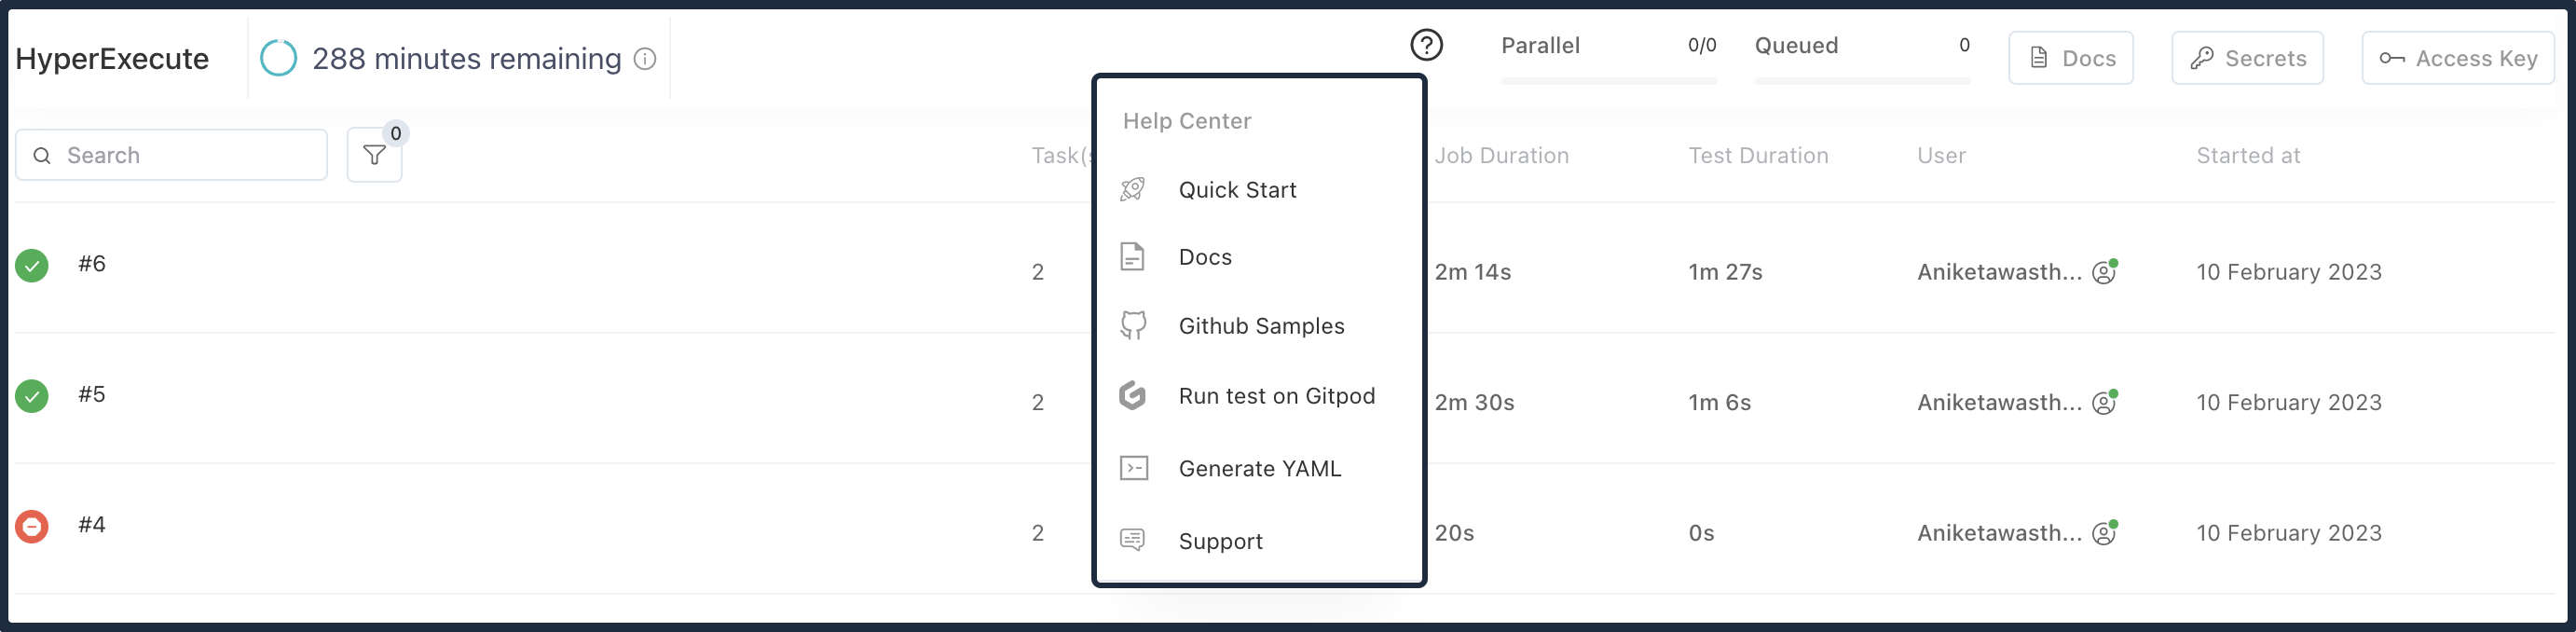 HyperExecute
288 minutes remaining
Parallel 0/0
Queued 0
Docs
Secrets
Access Key
Search
0
Job Duration Test Duration User Started at
#6 2 2m 14s 1m 27s Aniketawasth... 10 February 2023
#5 2 2m 30s 1m 6s Aniketawasth... 10 February 2023
#4 2 20s 0s Aniketawasth... 10 February 2023
Help Center
Quick Start
Docs
Github Samples
Run test on Gitpod
Generate YAML
Support